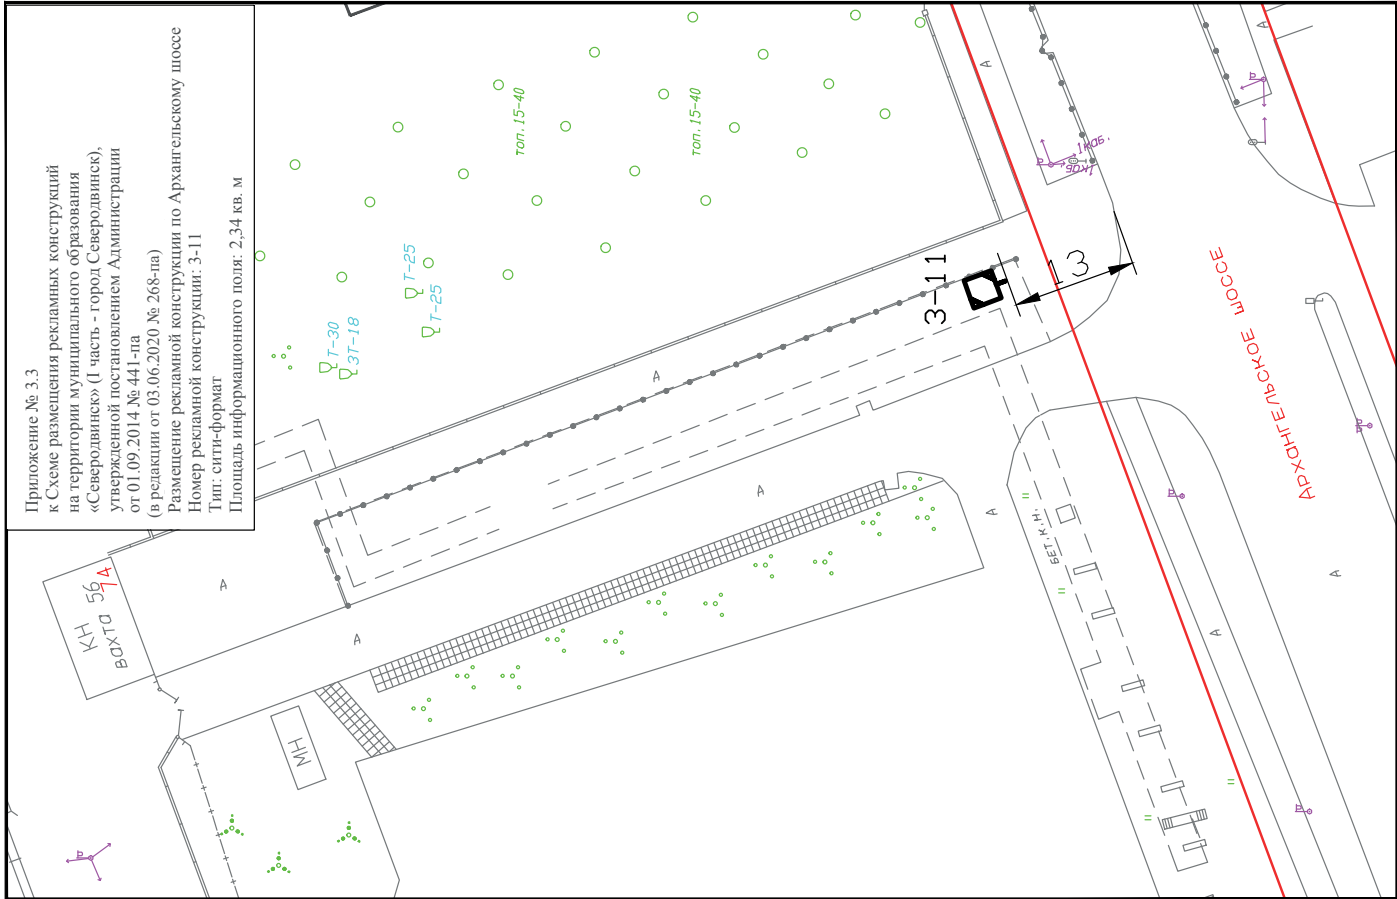 Приложение № 3.3
к Схеме размещения рекламных конструкций
на территории муниципального образования
«Северодвинск» (I часть - город Северодвинск),
утвержденной постановлением Администрации
от 01.09.2014 № 441-па
(в редакции от 03.06.2020 № 268-па)
Размещение рекламной конструкции по Архангельскому шоссе
Номер рекламной конструкции: 3-11
Тип: сити-формат
Площадь информационного поля: 2,34 кв. м
КН
вахта 56
74
МН
А
А
А
А
А
А
А
А
А
Т-30
3Т-18
Т-25
Т-25
топ.15-40
топ.15-40
3-11
13
1каб.
1каб
БЕТ.К.Н.
АРХАНГЕЛЬСКОЕ ШОССЕ